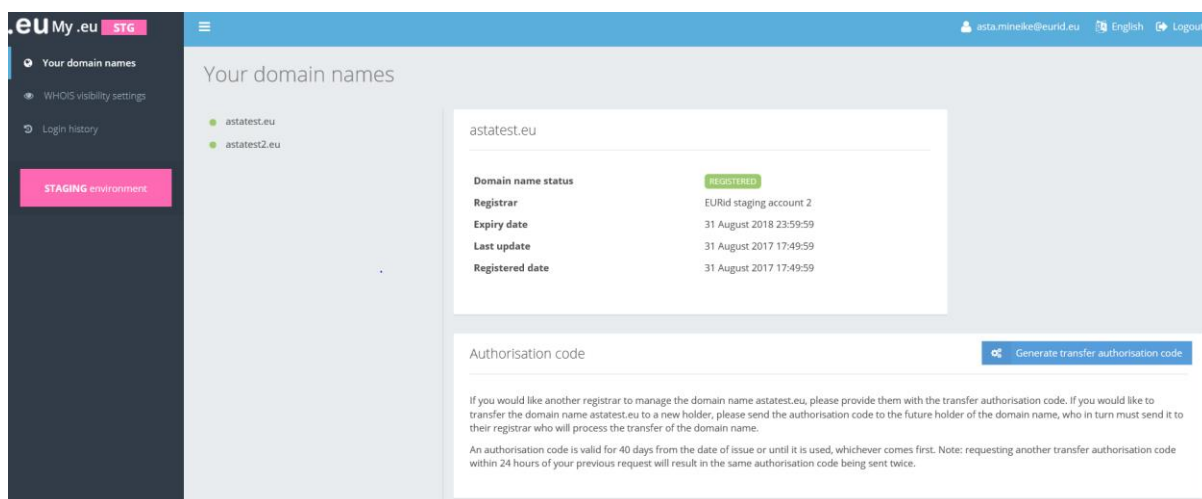 .eu My .eu STG
asta.mineike@eurid.eu English Logout
Your domain names
WHOIS visibility settings
Login history
STAGING environment
Your domain names
astatest.eu
astatest2.eu
astatest.eu
Domain name status REGISTERED
Registrar EURid staging account 2
Expiry date 31 August 2018 23:59:59
Last update 31 August 2017 17:49:59
Registered date 31 August 2017 17:49:59
Authorisation code
Generate transfer authorisation code
If you would like another registrar to manage the domain name astatest.eu, please provide them with the transfer authorisation code. If you would like to
transfer the domain name astatest.eu to a new holder, please send the authorisation code to the future holder of the domain name, who in turn must send it to
their registrar who will process the transfer of the domain name.
An authorisation code is valid for 40 days from the date of issue or until it is used, whichever comes first. Note: requesting another transfer authorisation code
within 24 hours of your previous request will result in the same authorisation code being sent twice.